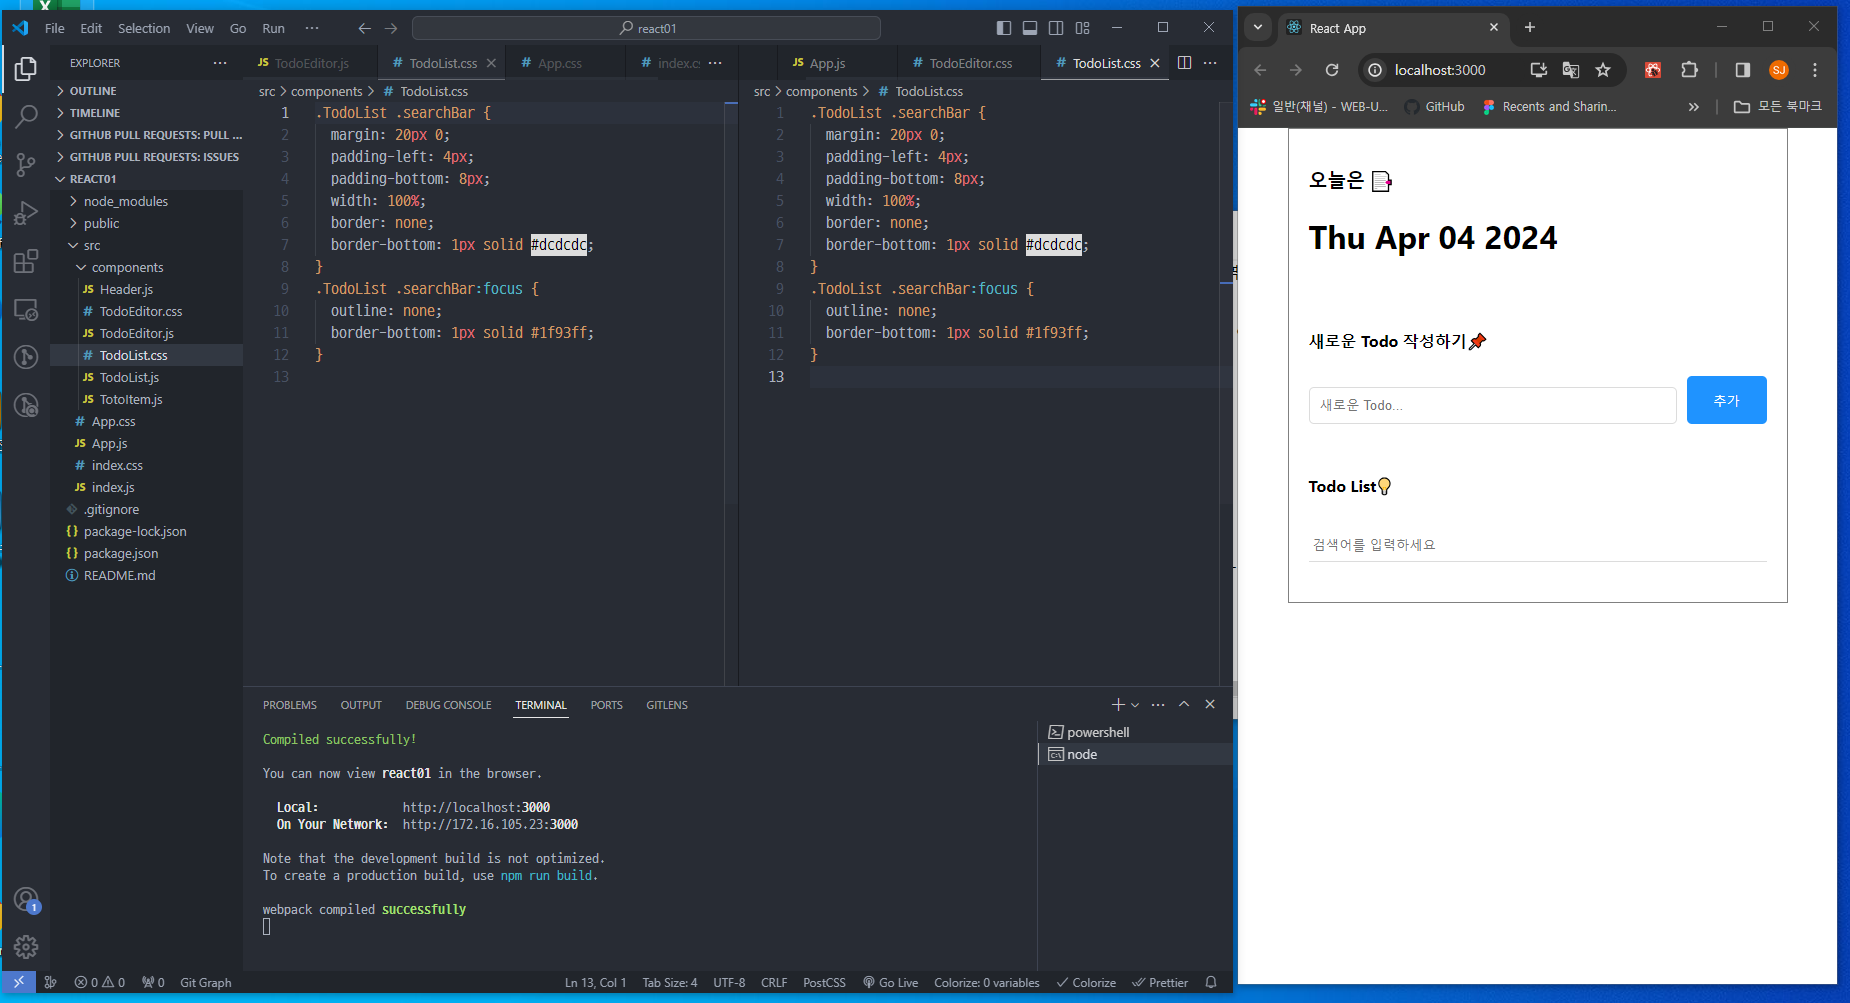 File Edit Selection View Go Run ··· react01
EXPLORER ···
OUTLINE
TIMELINE
GITHUB PULL REQUESTS: PULL ...
GITHUB PULL REQUESTS: ISSUES
REACT01
node_modules
public
src
components
JS Header.js
# TodoEditor.css
JS TodoEditor.js
# TodoList.css
JS TodoList.js
JS TotoItem.js
# App.css
JS App.js
# index.css
JS index.js
.gitignore
{} package-lock.json
{} package.json
README.md
JS TodoEditor.js # TodoList.css # App.css # index.c ···
src > components > # TodoList.css
1 .TodoList .searchBar {
2 margin: 20px 0;
3 padding-left: 4px;
4 padding-bottom: 8px;
5 width: 100%;
6 border: none;
7 border-bottom: 1px solid #dcdcdc;
8 }
9 .TodoList .searchBar:focus {
10 outline: none;
11 border-bottom: 1px solid #1f93ff;
12 }
13
JS App.js # TodoEditor.css # TodoList.css ···
src > components > # TodoList.css
1 .TodoList .searchBar {
2 margin: 20px 0;
3 padding-left: 4px;
4 padding-bottom: 8px;
5 width: 100%;
6 border: none;
7 border-bottom: 1px solid #dcdcdc;
8 }
9 .TodoList .searchBar:focus {
10 outline: none;
11 border-bottom: 1px solid #1f93ff;
12 }
13
PROBLEMS OUTPUT DEBUG CONSOLE TERMINAL PORTS GITLENS
Compiled successfully!
You can now view react01 in the browser.
Local: http://localhost:3000
On Your Network: http://172.16.105.23:3000
Note that the development build is not optimized.
To create a production build, use npm run build.
webpack compiled successfully
powershell
node
1
0 0 0 Git Graph Ln 13, Col 1 Tab Size: 4 UTF-8 CRLF PostCSS Go Live Colorize: 0 variables Colorize Prettier
React App
localhost:3000 SJ
일반(채널) - WEB-U... GitHub Recents and Sharin... » 모든 북마크
오늘은
Thu Apr 04 2024
새로운 Todo 작성하기
새로운 Todo... 추가
Todo List
검색어를 입력하세요